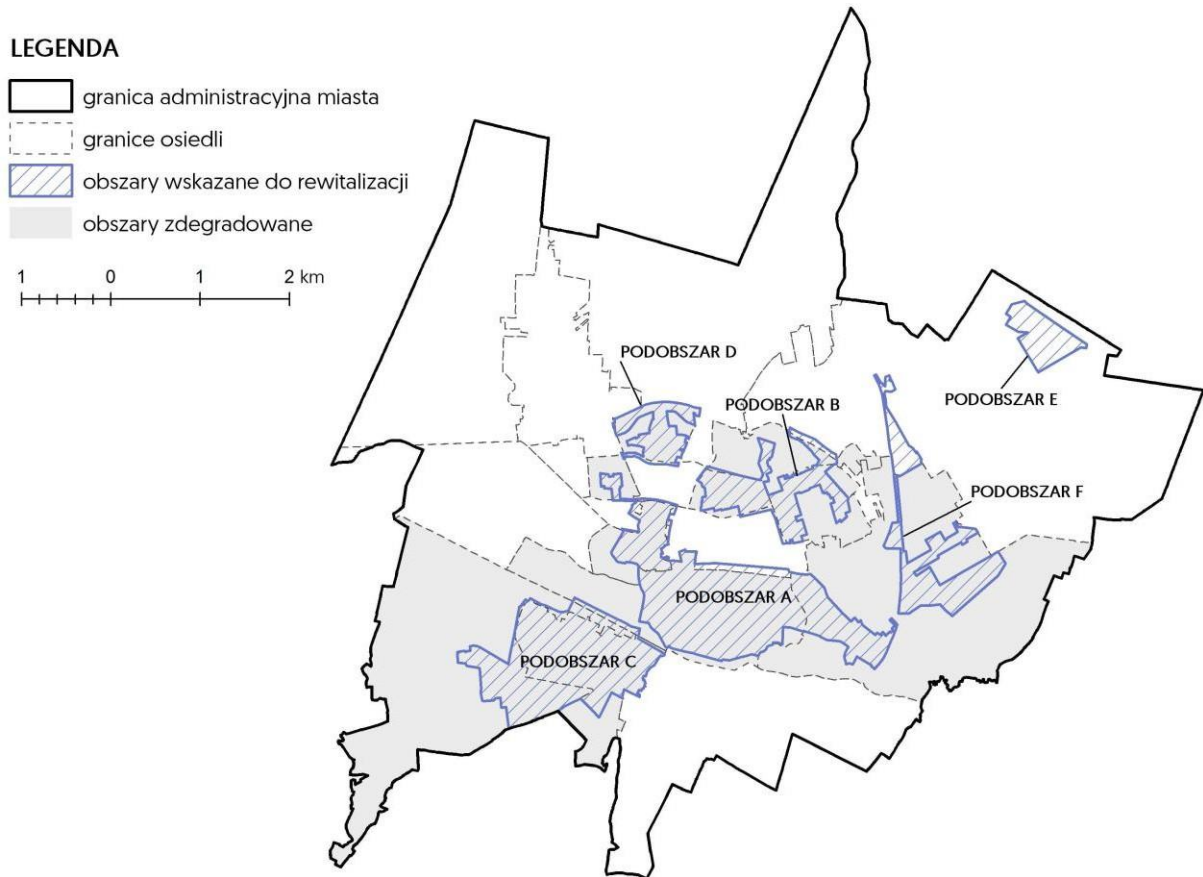 LEGENDA
granica administracyjna miasta
granice osiedli
obszary wskazane do rewitalizacji
obszary zdegradowane
1 0 1 2 km
PODOBSZAR D
PODOBSZAR B
PODOBSZAR E
PODOBSZAR F
PODOBSZAR A
PODOBSZAR C